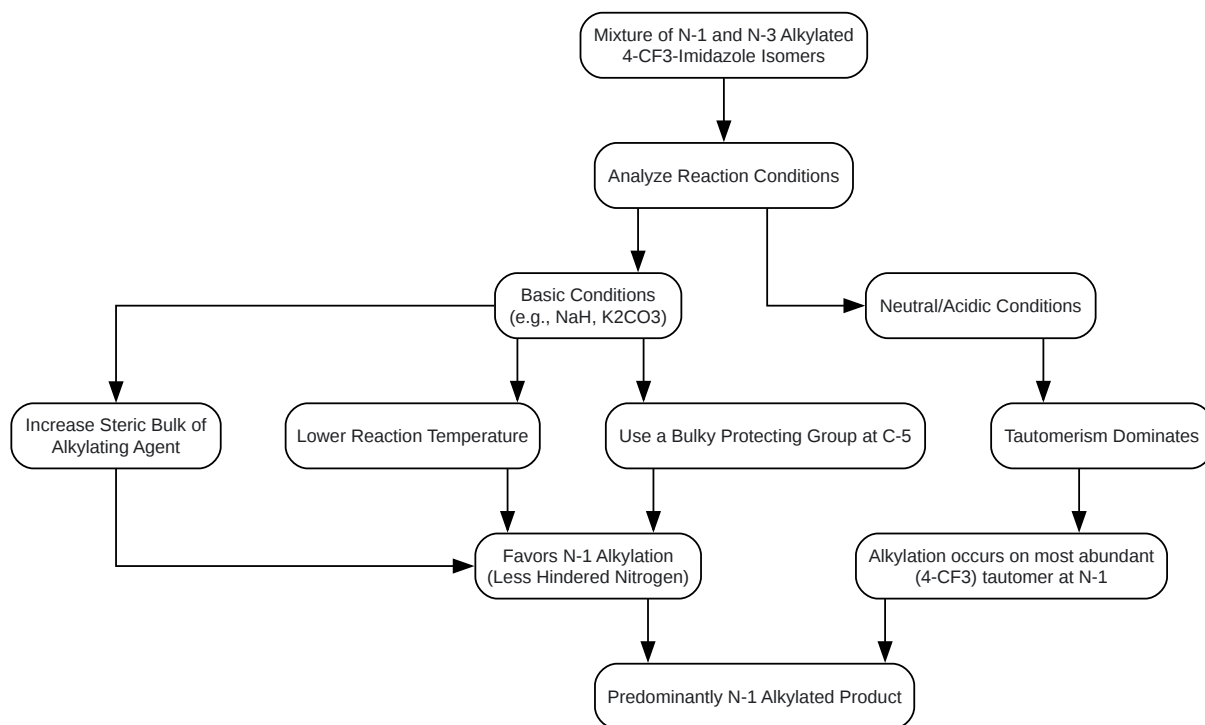 Mixture of N-1 and N-3 Alkylated
4-CF3-Imidazole Isomers
Analyze Reaction Conditions
Basic Conditions
(e.g., NaH, K2CO3)
Neutral/Acidic Conditions
Increase Steric Bulk of
Alkylating Agent
Lower Reaction Temperature
Use a Bulky Protecting Group at C-5
Tautomerism Dominates
Favors N-1 Alkylation
(Less Hindered Nitrogen)
Alkylation occurs on most abundant
(4-CF3) tautomer at N-1
Predominantly N-1 Alkylated Product